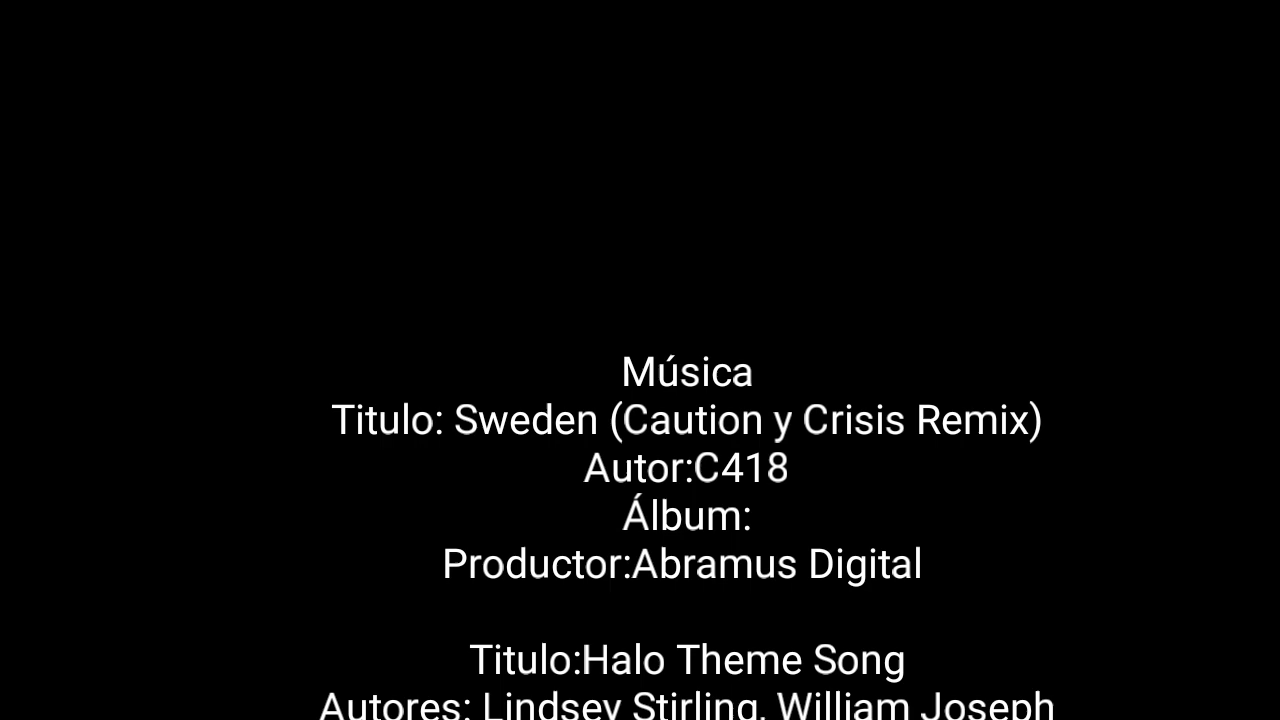 Música
Titulo: Sweden (Caution y Crisis Remix)
Autor:C418
Álbum:
Productor:Abramus Digital
Titulo:Halo Theme Song
Autores: Lindsey Stirling, William Joseph